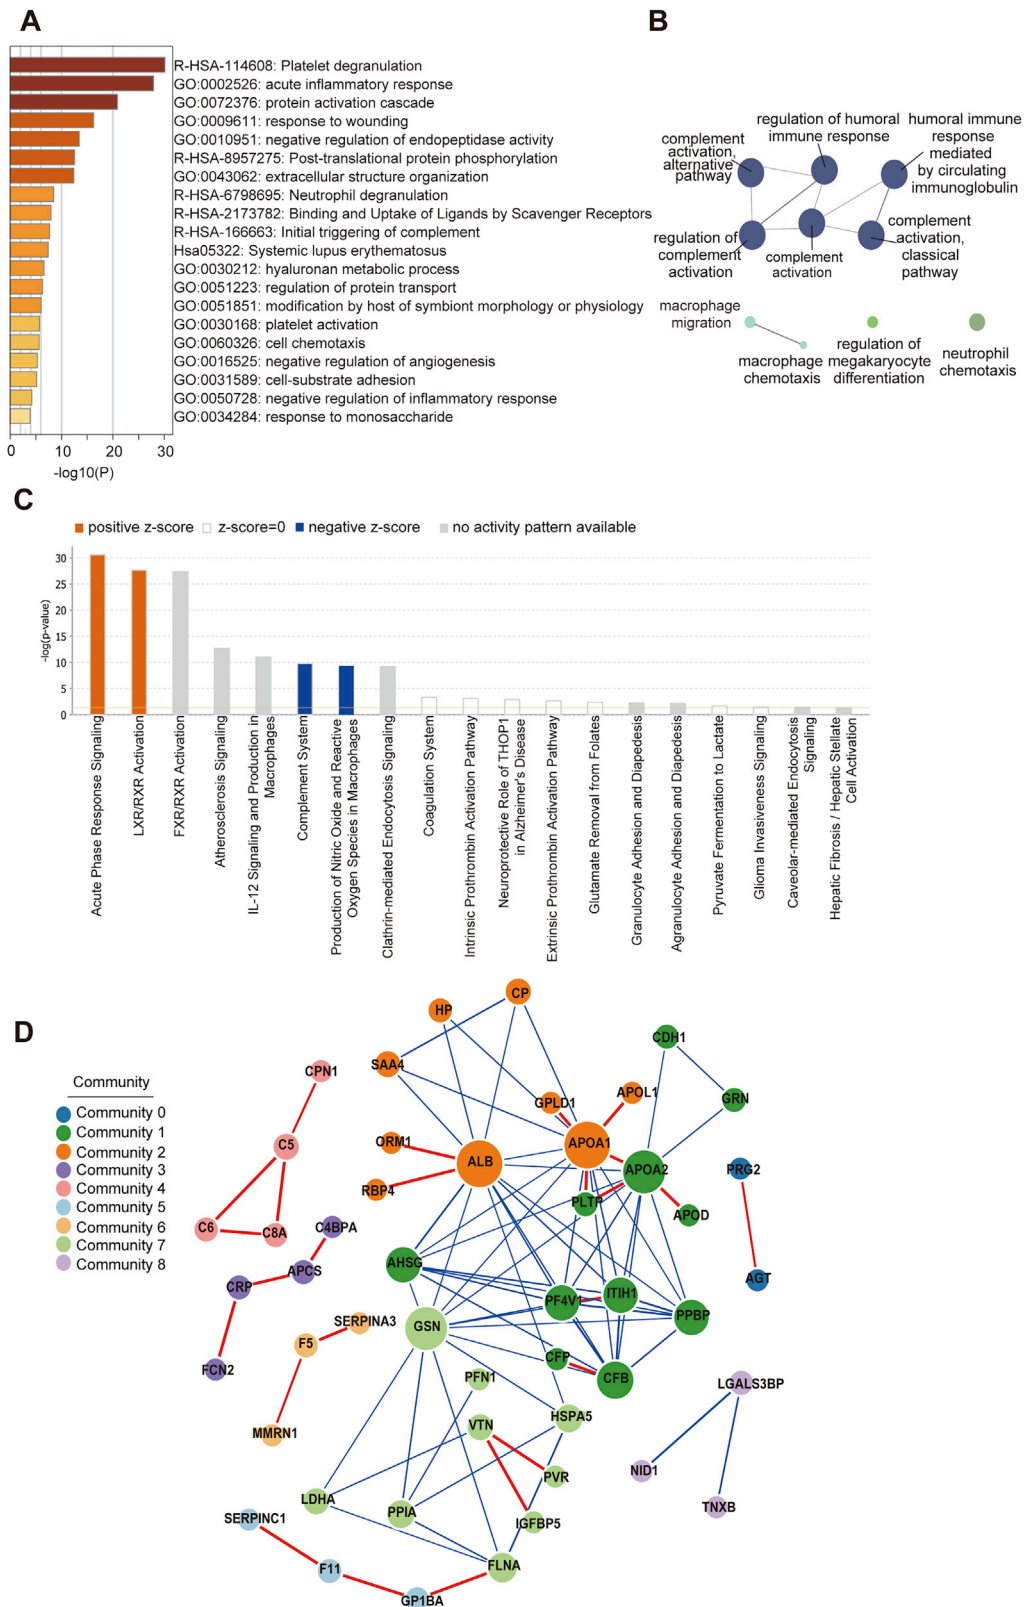 A
R-HSA-114608: Platelet degranulation
GO:0002526: acute inflammatory response
GO:0072376: protein activation cascade
GO:0009611: response to wounding
GO:0010951: negative regulation of endopeptidase activity
R-HSA-8957275: Post-translational protein phosphorylation
GO:0043062: extracellular structure organization
R-HSA-6798695: Neutrophil degranulation
R-HSA-2173782: Binding and Uptake of Ligands by Scavenger Receptors
R-HSA-166663: Initial triggering of complement
Hsa05322: Systemic lupus erythematosus
GO:0030212: hyaluronan metabolic process
GO:0051223: regulation of protein transport
GO:0051851: modification by host of symbiont morphology or physiology
GO:0030168: platelet activation
GO:0060326: cell chemotaxis
GO:0016525: negative regulation of angiogenesis
GO:0031589: cell-substrate adhesion
GO:0050728: negative regulation of inflammatory response
GO:0034284: response to monosaccharide
0 10 20 30
-log10(P)
B
complement
activation,
alternative
pathway
regulation of humoral
immune response
humoral immune
response
mediated
by circulating
immunoglobulin
regulation of
complement
activation
complement
activation
complement
activation,
classical
pathway
macrophage
migration
macrophage
chemotaxis
regulation of
megakaryocyte
differentiation
neutrophil
chemotaxis
C
positive z-score
z-score=0
negative z-score
no activity pattern available
-log(p-value)
30
25
20
15
10
5
0
Acute Phase Response Signaling
LXR/RXR Activation
FXR/RXR Activation
Atherosclerosis Signaling
IL-12 Signaling and Production in
Macrophages
Complement System
Production of Nitric Oxide and Reactive
Oxygen Species in Macrophages
Clathrin-mediated Endocytosis Signaling
Coagulation System
Intrinsic Prothrombin Activation Pathway
Neuroprotective Role of THOP1
in Alzheimer's Disease
Extrinsic Prothrombin Activation Pathway
Glutamate Removal from Folates
Granulocyte Adhesion and Diapedesis
Agranulocyte Adhesion and Diapedesis
Pyruvate Fermentation to Lactate
Glioma Invasiveness Signaling
Caveolar-mediated Endocytosis
Signaling
Hepatic Fibrosis / Hepatic Stellate
Cell Activation
D
Community
Community 0
Community 1
Community 2
Community 3
Community 4
Community 5
Community 6
Community 7
Community 8
CP
HP
CDH1
SAA4
CPN1
APOL1
GRN
GPLD1
ORM1
APOA1
C5
ALB
APOA2
PRG2
RBP4
PLTP
APOD
C6
C8A
C4BPA
AHSG
APCS
AGT
CRP
PF4V1
ITIH1
PPBP
SERPINA3
GSN
F5
CFP
FCN2
PFN1
CFB
LGALS3BP
HSPA5
VTN
MMRN1
NID1
PVR
LDHA
TNXB
PPIA
SERPINC1
IGFBP5
F11
FLNA
GP1BA